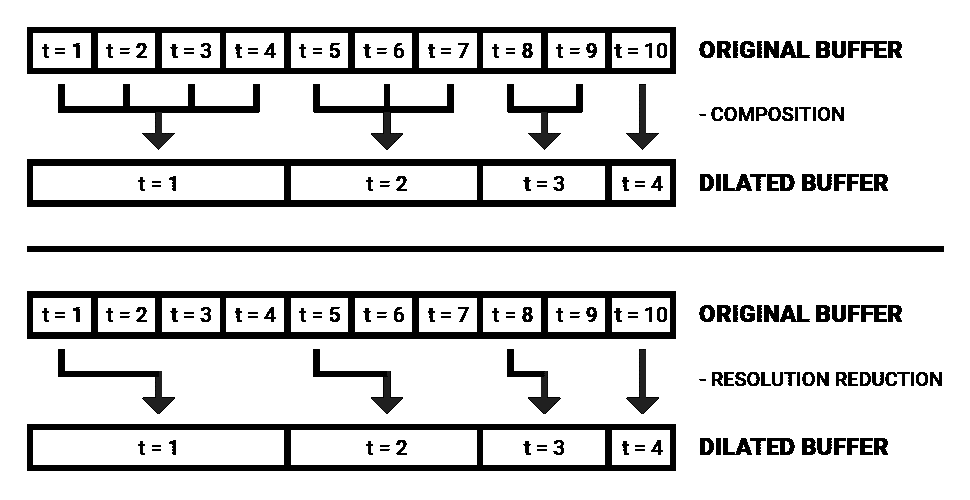 t = 1 t = 2 t = 3 t = 4 t = 5 t = 6 t = 7 t = 8 t = 9 t = 10 ORIGINAL BUFFER
- COMPOSITION
t = 1 t = 2 t = 3 t = 4 DILATED BUFFER
t = 1 t = 2 t = 3 t = 4 t = 5 t = 6 t = 7 t = 8 t = 9 t = 10 ORIGINAL BUFFER
- RESOLUTION REDUCTION
t = 1 t = 2 t = 3 t = 4 DILATED BUFFER